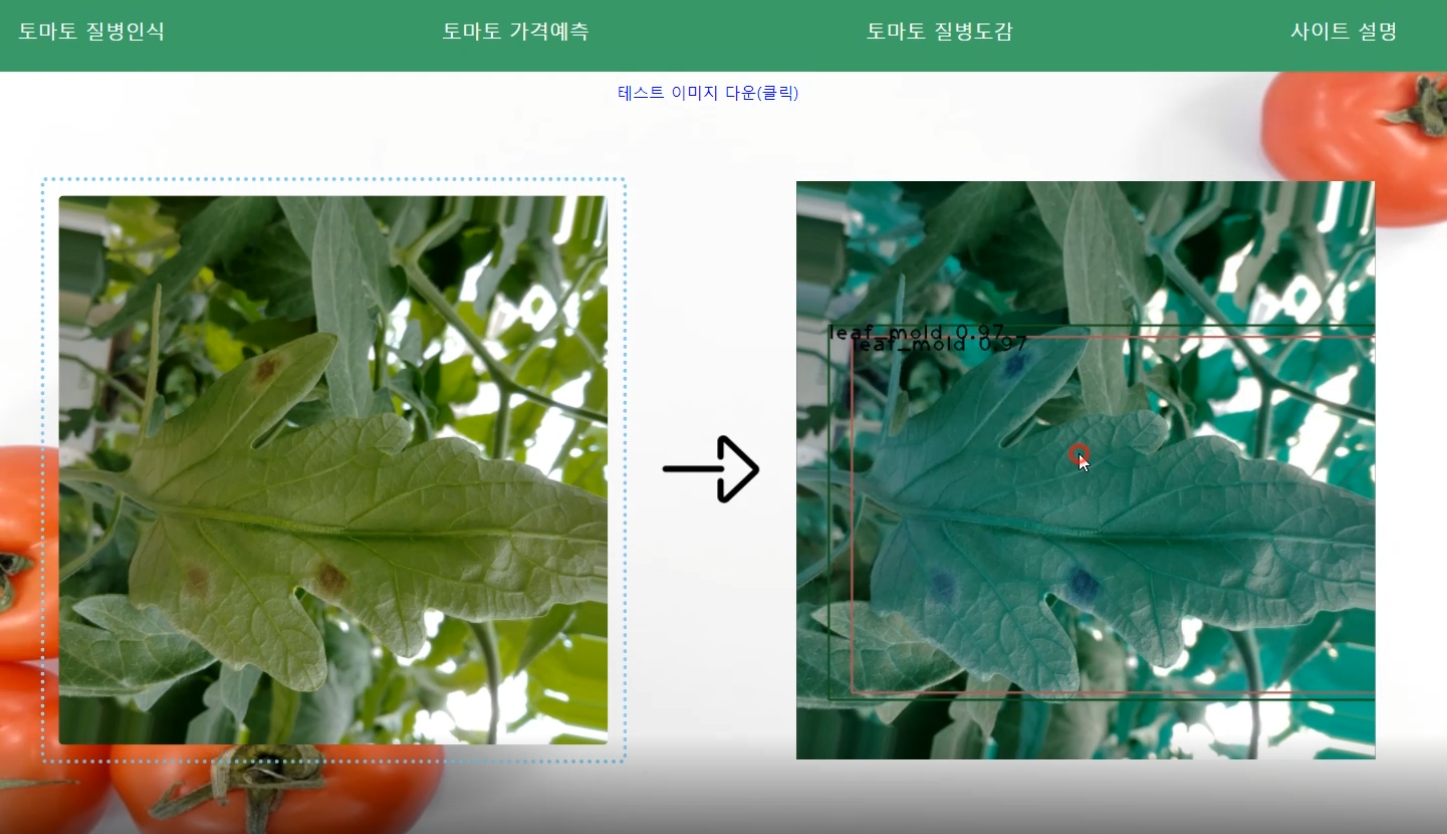 토마토 질병인식
토마토 가격예측
토마토 질병도감
사이트 설명
테스트 이미지 다운(클릭)
leaf_mold 0.97
leaf_mold 0.97